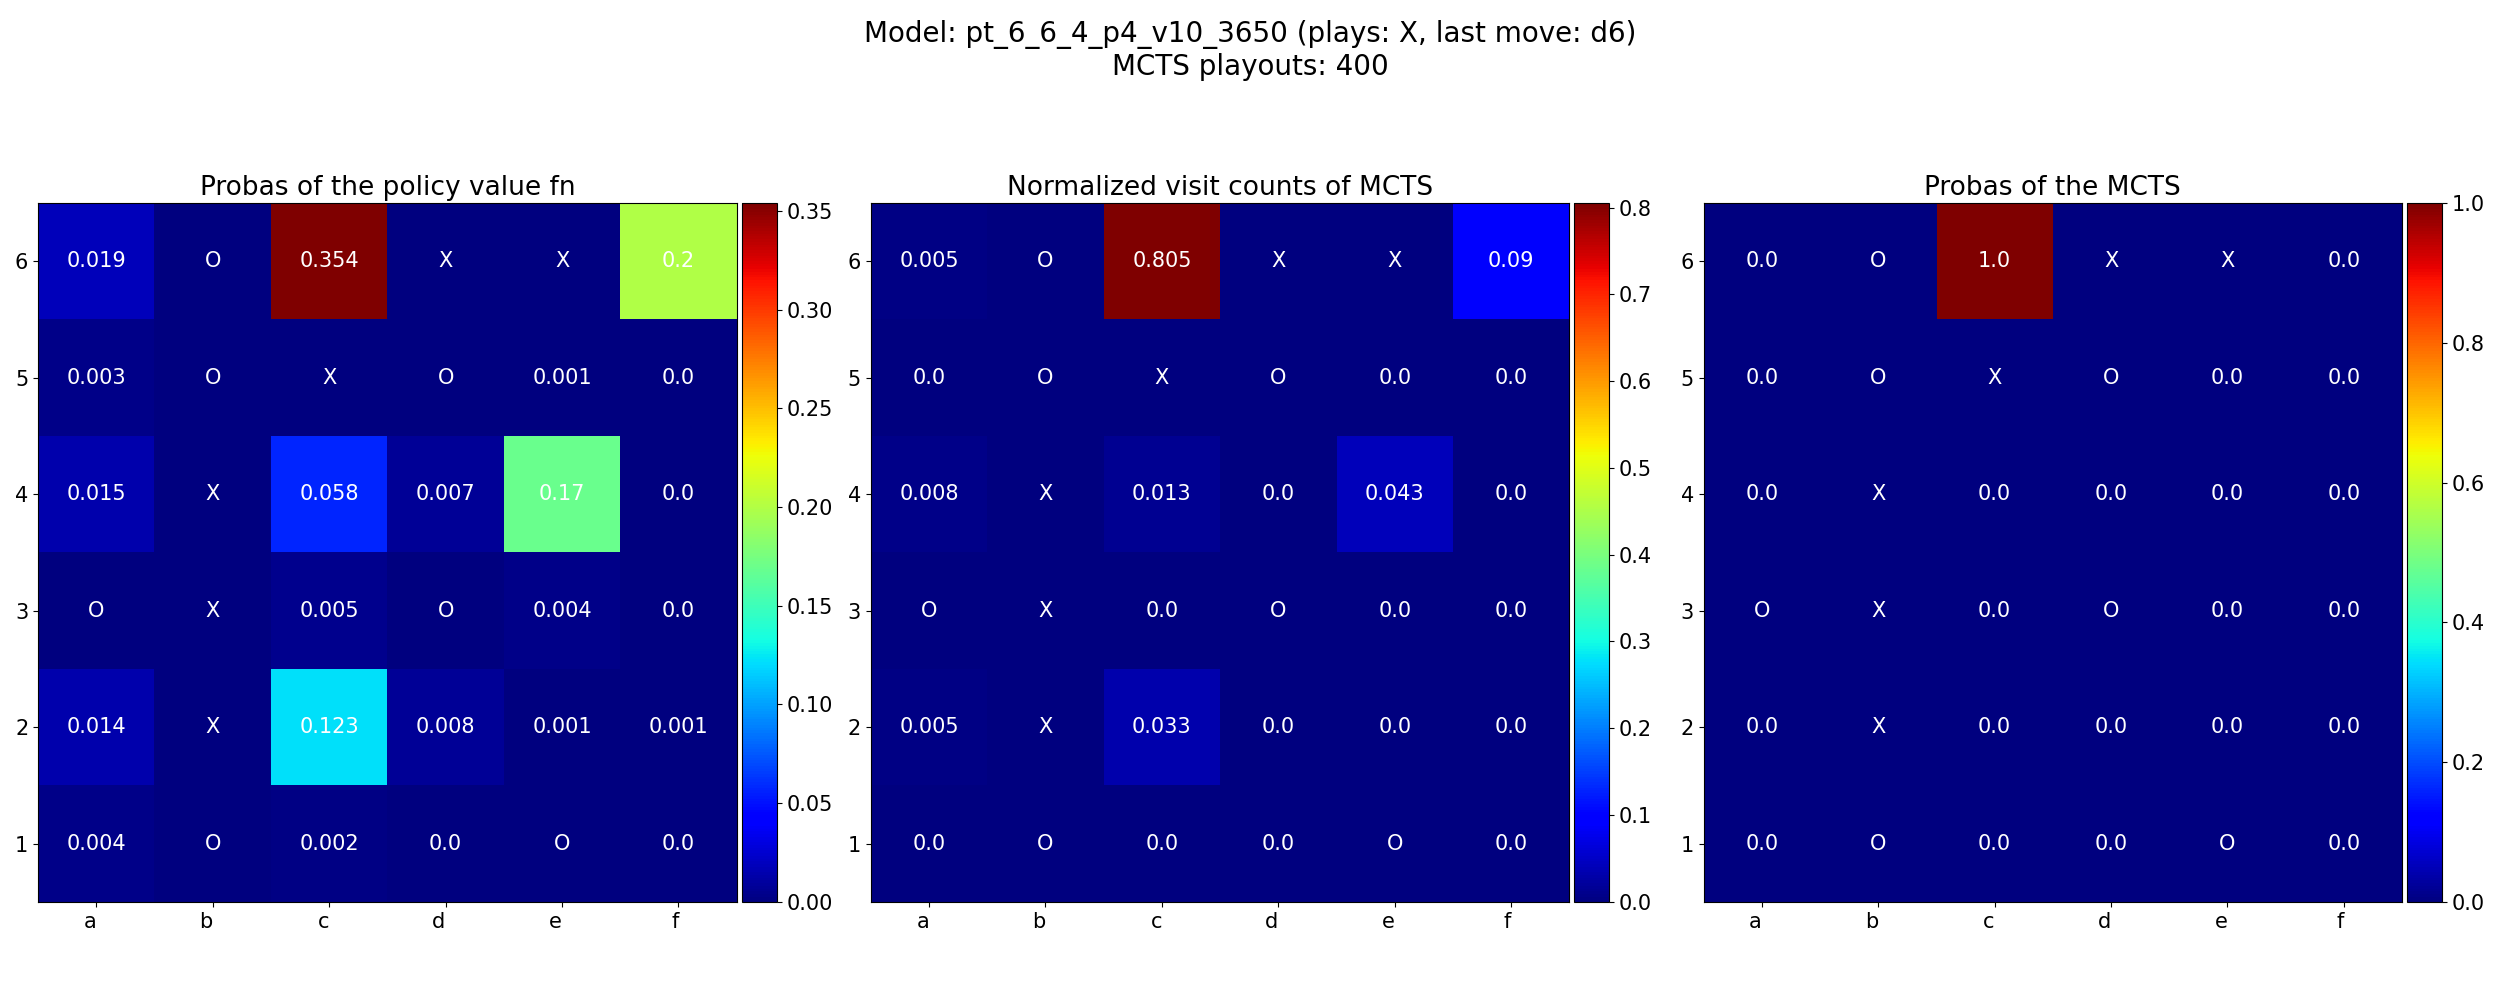 Model: pt_6_6_4_p4_v10_3650 (plays: X, last move: d6)
MCTS playouts: 400
Probas of the policy value fn
6 0.019 O 0.354 X X 0.2
5 0.003 O X O 0.001 0.0
4 0.015 X 0.058 0.007 0.17 0.0
3 O X 0.005 O 0.004 0.0
2 0.014 X 0.123 0.008 0.001 0.001
1 0.004 O 0.002 0.0 O 0.0
a b c d e f
0.35
0.30
0.25
0.20
0.15
0.10
0.05
0.00
Normalized visit counts of MCTS
6 0.005 O 0.805 X X 0.09
5 0.0 O X O 0.0 0.0
4 0.008 X 0.013 0.0 0.043 0.0
3 O X 0.0 O 0.0 0.0
2 0.005 X 0.033 0.0 0.0 0.0
1 0.0 O 0.0 0.0 O 0.0
a b c d e f
0.8
0.7
0.6
0.5
0.4
0.3
0.2
0.1
0.0
Probas of the MCTS
6 0.0 O 1.0 X X 0.0
5 0.0 O X O 0.0 0.0
4 0.0 X 0.0 0.0 0.0 0.0
3 O X 0.0 O 0.0 0.0
2 0.0 X 0.0 0.0 0.0 0.0
1 0.0 O 0.0 0.0 O 0.0
a b c d e f
1.0
0.8
0.6
0.4
0.2
0.0